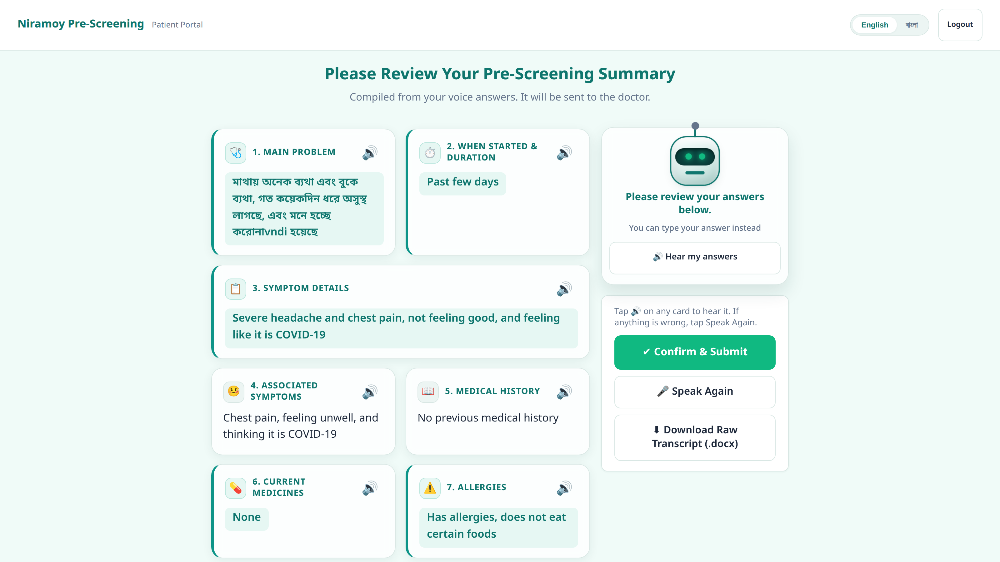 Niramoy Pre-Screening Patient Portal
English বাংলা Logout
Please Review Your Pre-Screening Summary
Compiled from your voice answers. It will be sent to the doctor.
1. MAIN PROBLEM
মাথায় অনেক ব্যথা এবং বুকে
ব্যথা, গত কয়েকদিন ধরে অসুস্থ
লাগছে, এবং মনে হচ্ছে
করোনাvndi হয়েছে
2. WHEN STARTED &
DURATION
Past few days
3. SYMPTOM DETAILS
Severe headache and chest pain, not feeling good, and feeling
like it is COVID-19
4. ASSOCIATED
SYMPTOMS
Chest pain, feeling unwell, and
thinking it is COVID-19
5. MEDICAL HISTORY
No previous medical history
6. CURRENT
MEDICINES
None
7. ALLERGIES
Has allergies, does not eat
certain foods
Please review your answers
below.
You can type your answer instead
🔊 Hear my answers
Tap 🔊 on any card to hear it. If
anything is wrong, tap Speak Again.
✔ Confirm & Submit
🎤 Speak Again
⬇ Download Raw
Transcript (.docx)